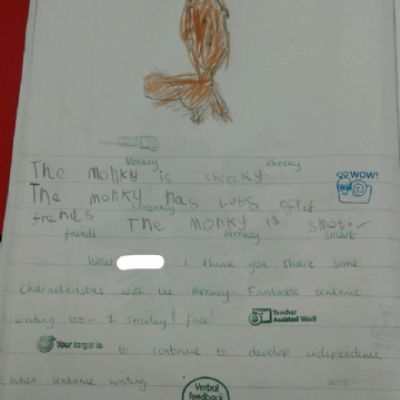 Monkey cheeky
The monky is cheecky.
GO WOW!
The monky has Lots of
monkey
frends. The monky is smot.
friends Monkey smart
Wow I think you share some
characteristics with the monkey. Fantastic sentence
writing too - 1 smiley face!
Teacher Assisted Work
Your target is to continue to develop independence
when sentence writing.
Verbal feedback